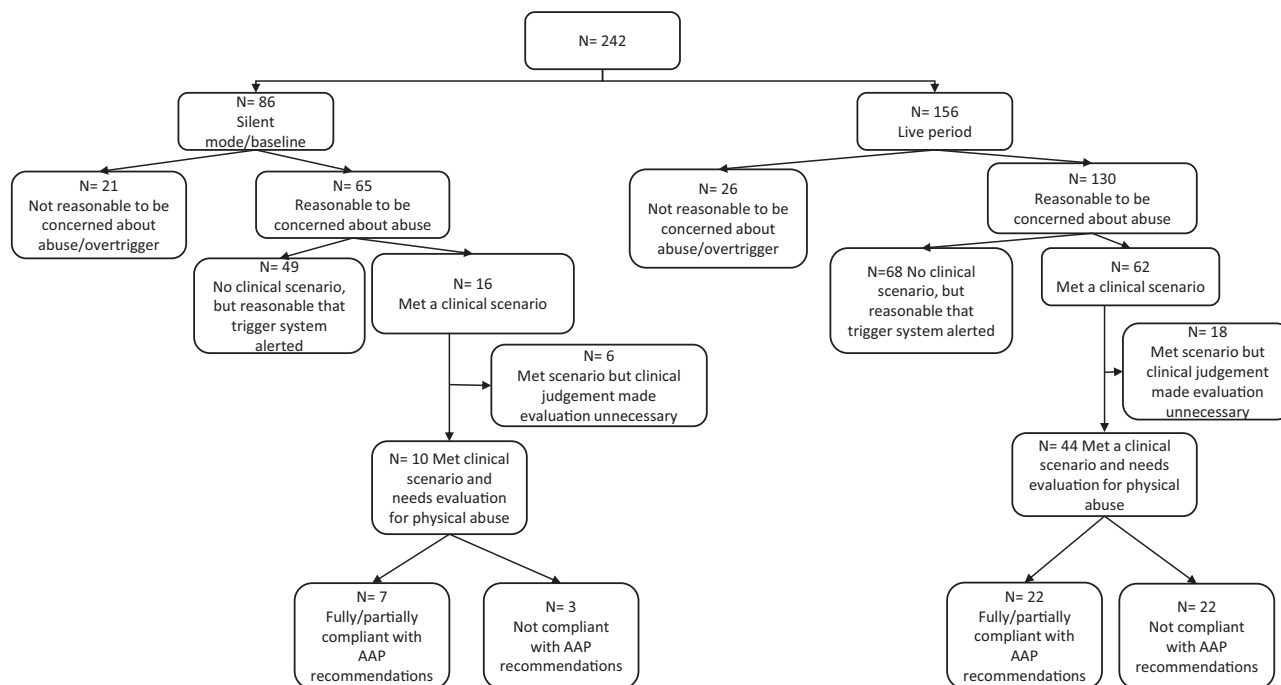 N= 242
N= 86
Silent
mode/baseline
N= 156
Live period
N= 21
Not reasonable to be
concerned about
abuse/overtrigger
N= 65
Reasonable to be
concerned about abuse
N= 26
Not reasonable to be
concerned about
abuse/overtrigger
N= 130
Reasonable to be
concerned about abuse
N= 49
No clinical scenario,
but reasonable that
trigger system
alerted
N= 16
Met a clinical scenario
N=68 No clinical
scenario, but
reasonable that
trigger system alerted
N= 62
Met a clinical scenario
N= 6
Met scenario but clinical
judgement made
evaluation unnecessary
N= 18
Met scenario but
clinical judgement
made evaluation
unnecessary
N= 10 Met clinical
scenario and
needs evaluation
for physical abuse
N= 44 Met a clinical
scenario and needs
evaluation for physical
abuse
N= 7
Fully/partially
compliant with
AAP
recommendations
N= 3
Not compliant
with AAP
recommendations
N= 22
Fully/partially
compliant with
AAP
recommendations
N= 22
Not compliant
with AAP
recommendations